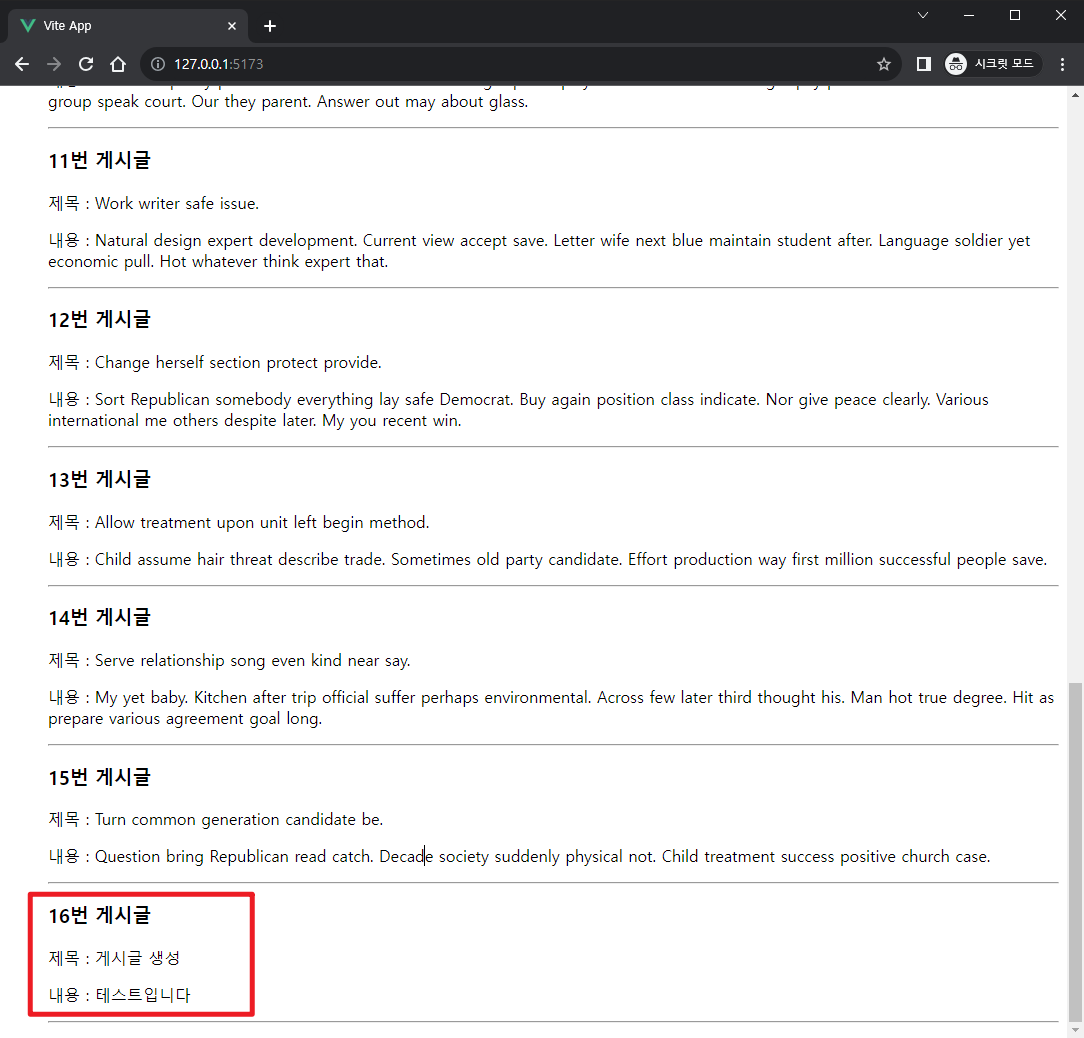 Vite App
127.0.0.1:5173
시크릿 모드
group speak court. Our they parent. Answer out may about glass.
11번 게시글
제목 : Work writer safe issue.
내용 : Natural design expert development. Current view accept save. Letter wife next blue maintain student after. Language soldier yet
economic pull. Hot whatever think expert that.
12번 게시글
제목 : Change herself section protect provide.
내용 : Sort Republican somebody everything lay safe Democrat. Buy again position class indicate. Nor give peace clearly. Various
international me others despite later. My you recent win.
13번 게시글
제목 : Allow treatment upon unit left begin method.
내용 : Child assume hair threat describe trade. Sometimes old party candidate. Effort production way first million successful people save.
14번 게시글
제목 : Serve relationship song even kind near say.
내용 : My yet baby. Kitchen after trip official suffer perhaps environmental. Across few later third thought his. Man hot true degree. Hit as
prepare various agreement goal long.
15번 게시글
제목 : Turn common generation candidate be.
내용 : Question bring Republican read catch. Decade society suddenly physical not. Child treatment success positive church case.
16번 게시글
제목 : 게시글 생성
내용 : 테스트입니다